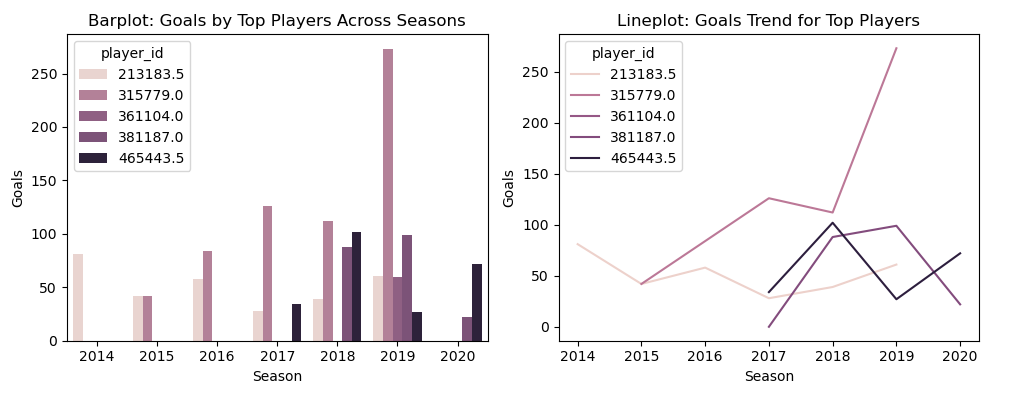 Barplot: Goals by Top Players Across Seasons
player_id
213183.5
315779.0
361104.0
381187.0
465443.5
250
200
150
100
50
0
Goals
2014 2015 2016 2017 2018 2019 2020
Season
Lineplot: Goals Trend for Top Players
player_id
213183.5
315779.0
361104.0
381187.0
465443.5
250
200
150
100
50
0
Goals
2014 2015 2016 2017 2018 2019 2020
Season